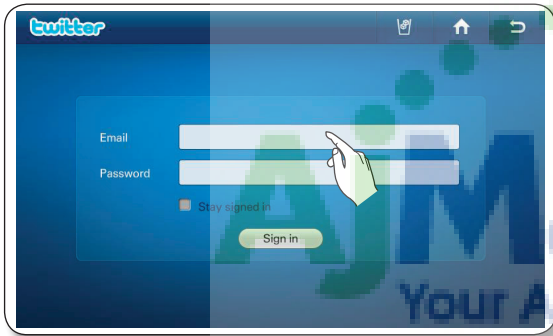 twitter
Email
Password
Stay signed in
Sign in
AjM
Your A